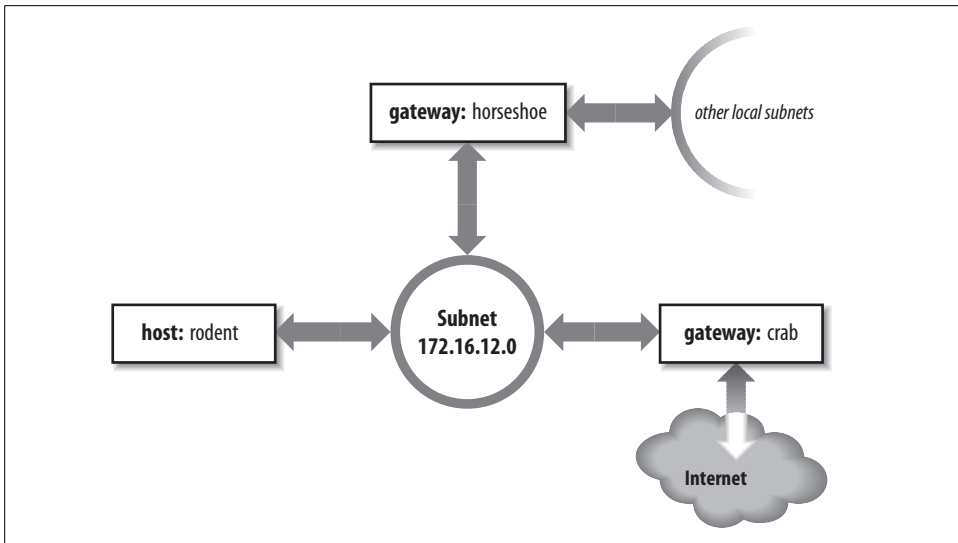 gateway: horseshoe
other local subnets
host: rodent
Subnet
172.16.12.0
gateway: crab
Internet